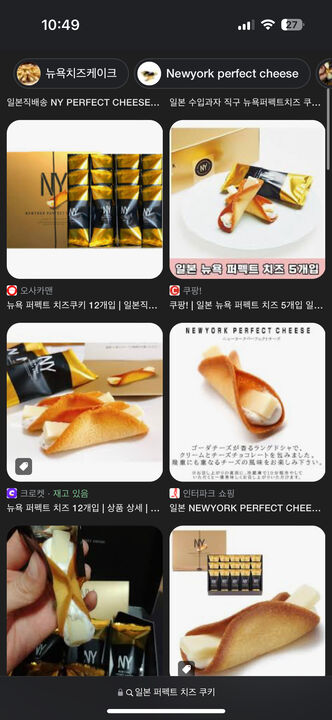 10:49
27
뉴욕치즈케이크
Newyork perfect cheese
일본직배송 NY PERFECT CHEESE...
일본 수입과자 직구 뉴욕퍼펙트치즈 쿠...
NY
NEWYORK PERFECT CHEESE
NY
일본 뉴욕 퍼펙트 치즈 5개입
오사카맨
뉴욕 퍼펙트 치즈쿠키 12개입 | 일본직...
쿠팡!
쿠팡! | 일본 뉴욕 퍼펙트 치즈 5개입 일...
NEWYORK PERFECT CHEESE
ニューヨークパーフェクトチーズ
ゴーダチーズが香るラングドシャで、
クリームとチーズチョコレートを包みました。
幾重にも重なるチーズの風味をお楽しみ下さい。
크로켓 · 재고 있음
뉴욕 퍼펙트 치즈 12개입 | 상품 상세 | ...
인터파크 쇼핑
일본 NEWYORK PERFECT CHEE...
NY
NY
일본 퍼펙트 치즈 쿠키